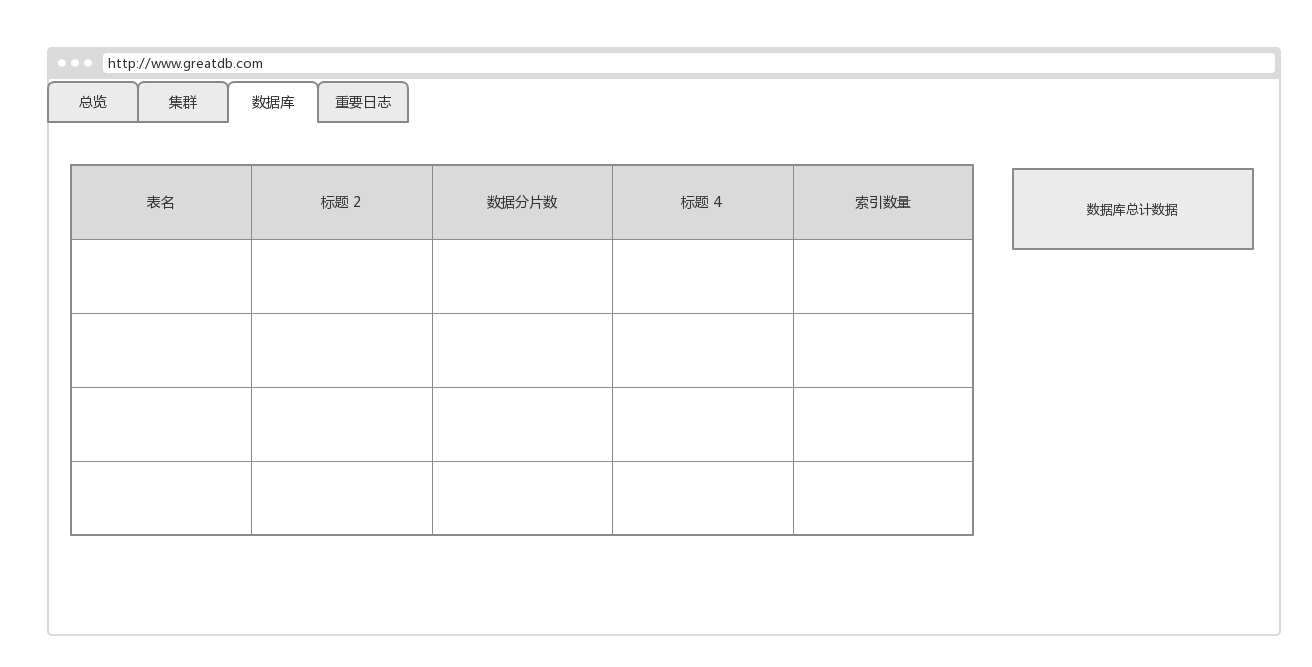 http://www.greatdb.com
总览 集群 数据库 重要日志
表名 标题 2 数据分片数 标题 4 索引数量
数据库总计数据